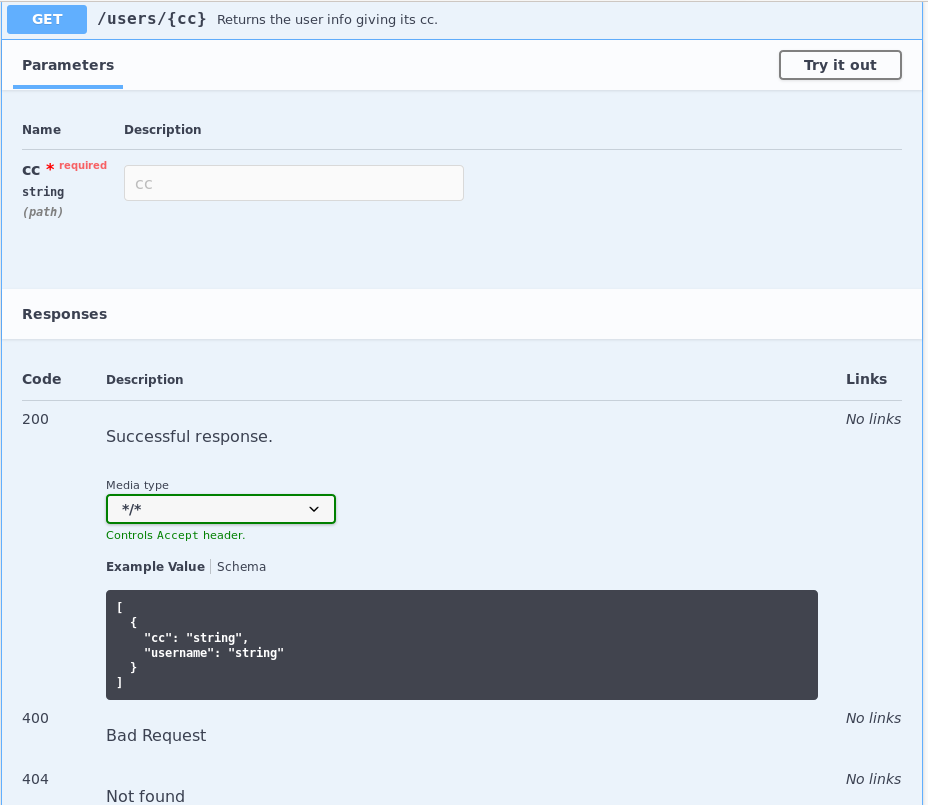 GET /users/{cc} Returns the user info giving its cc.
Parameters Try it out
Name Description
cc * required cc
string
(path)
Responses
Code Description Links
200 No links
Successful response.
Media type
*/*
Controls Accept header.
Example Value Schema
[
  {
    "cc": "string",
    "username": "string"
  }
]
400 No links
Bad Request
404 No links
Not found